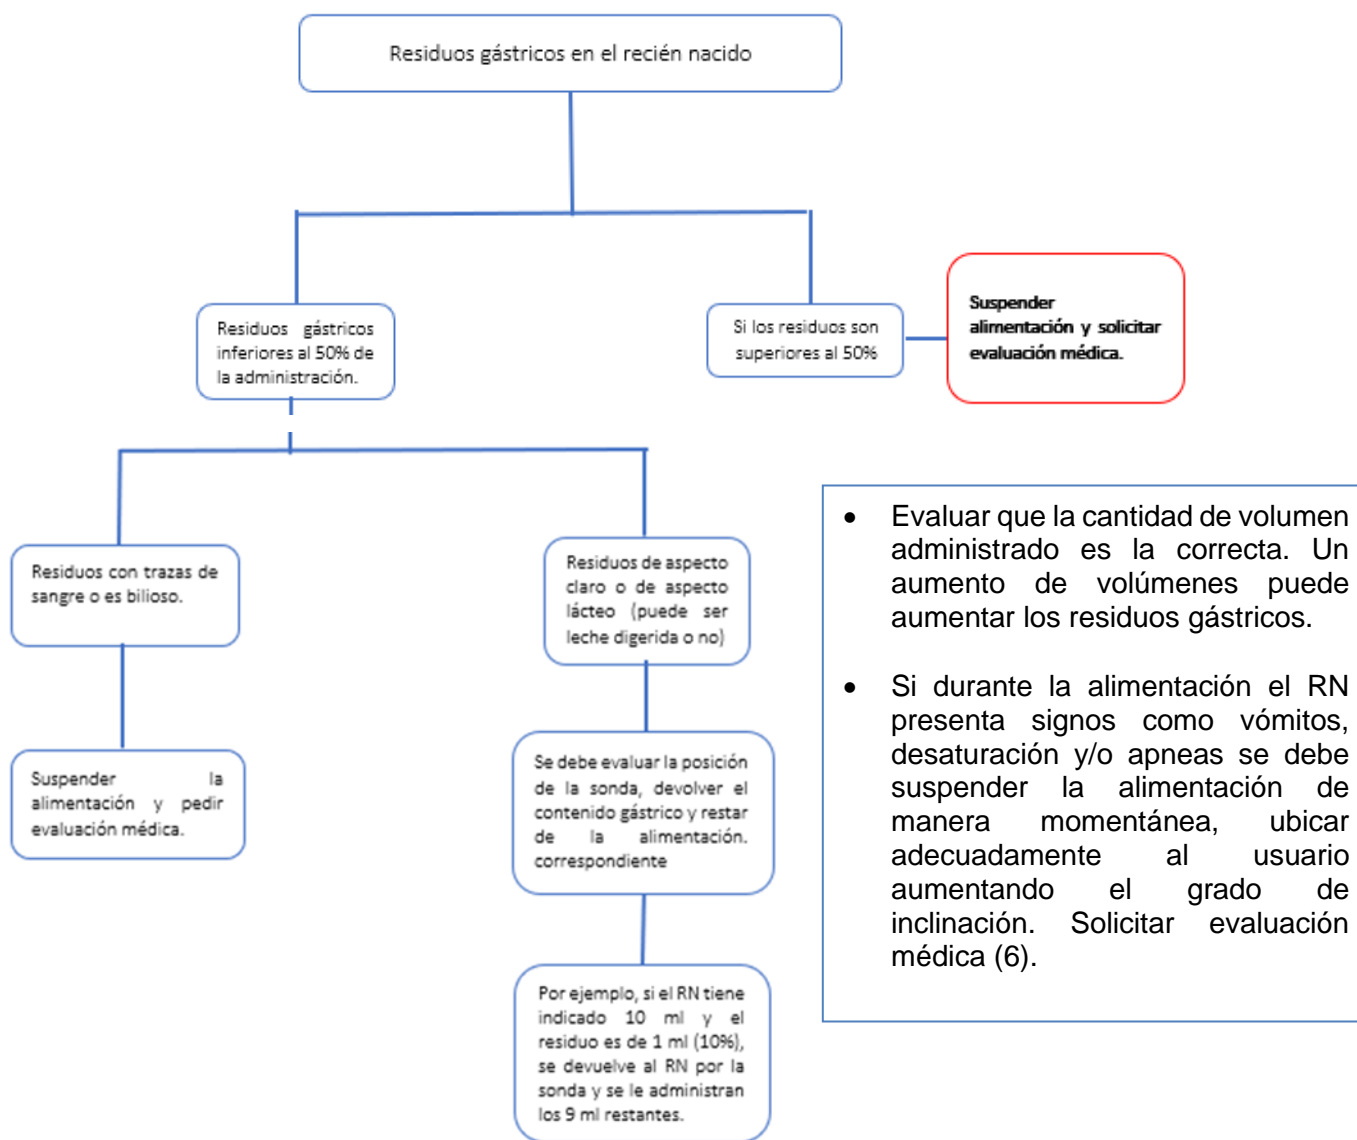 Residuos gástricos en el recién nacido
Residuos gástricos
inferiores al 50% de
la administración.
Si los residuos son
superiores al 50%
Suspender
alimentación y solicitar
evaluación médica.
Residuos con trazas de
sangre o es bilioso.
Residuos de aspecto
claro o de aspecto
lácteo (puede ser
leche digerida o no)
Suspender la
alimentación y pedir
evaluación médica.
Se debe evaluar la posición
de la sonda, devolver el
contenido gástrico y restar
de la alimentación.
correspondiente
Por ejemplo, si el RN tiene
indicado 10 ml y el
residuo es de 1 ml (10%),
se devuelve al RN por la
sonda y se le administran
los 9 ml restantes.
• Evaluar que la cantidad de volumen
administrado es la correcta. Un
aumento de volúmenes puede
aumentar los residuos gástricos.
• Si durante la alimentación el RN
presenta signos como vómitos,
desaturación y/o apneas se debe
suspender la alimentación de
manera momentánea, ubicar
adecuadamente al usuario
aumentando el grado de
inclinación. Solicitar evaluación
médica (6).